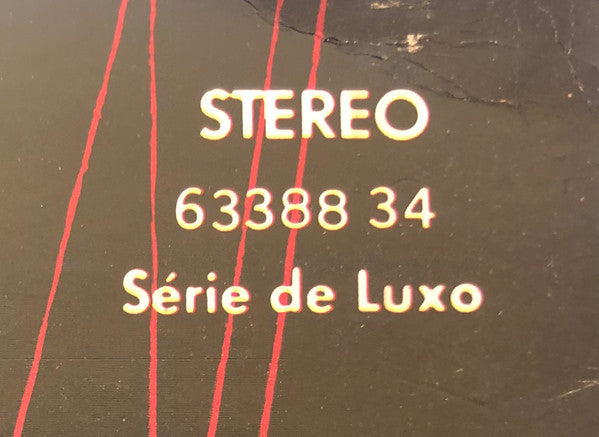 STEREO
63388 34
Série de Luxo